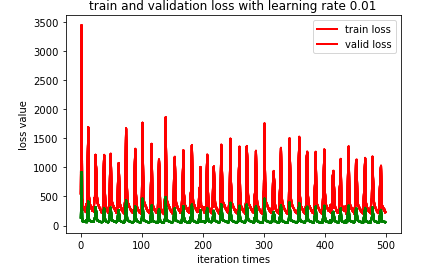 train and validation loss with learning rate 0.01
train loss
valid loss
loss value
3500
3000
2500
2000
1500
1000
500
0
0 100 200 300 400 500
iteration times